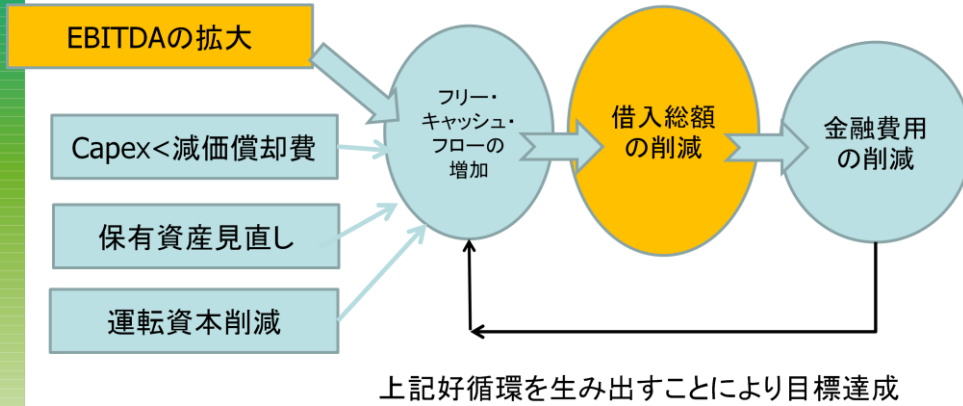 EBITDAの拡大
Capex<減価償却費
保有資産見直し
運転資本削減
フリー・
キャッシュ・
フローの
増加
借入総額
の削減
金融費用
の削減
上記好循環を生み出すことにより目標達成